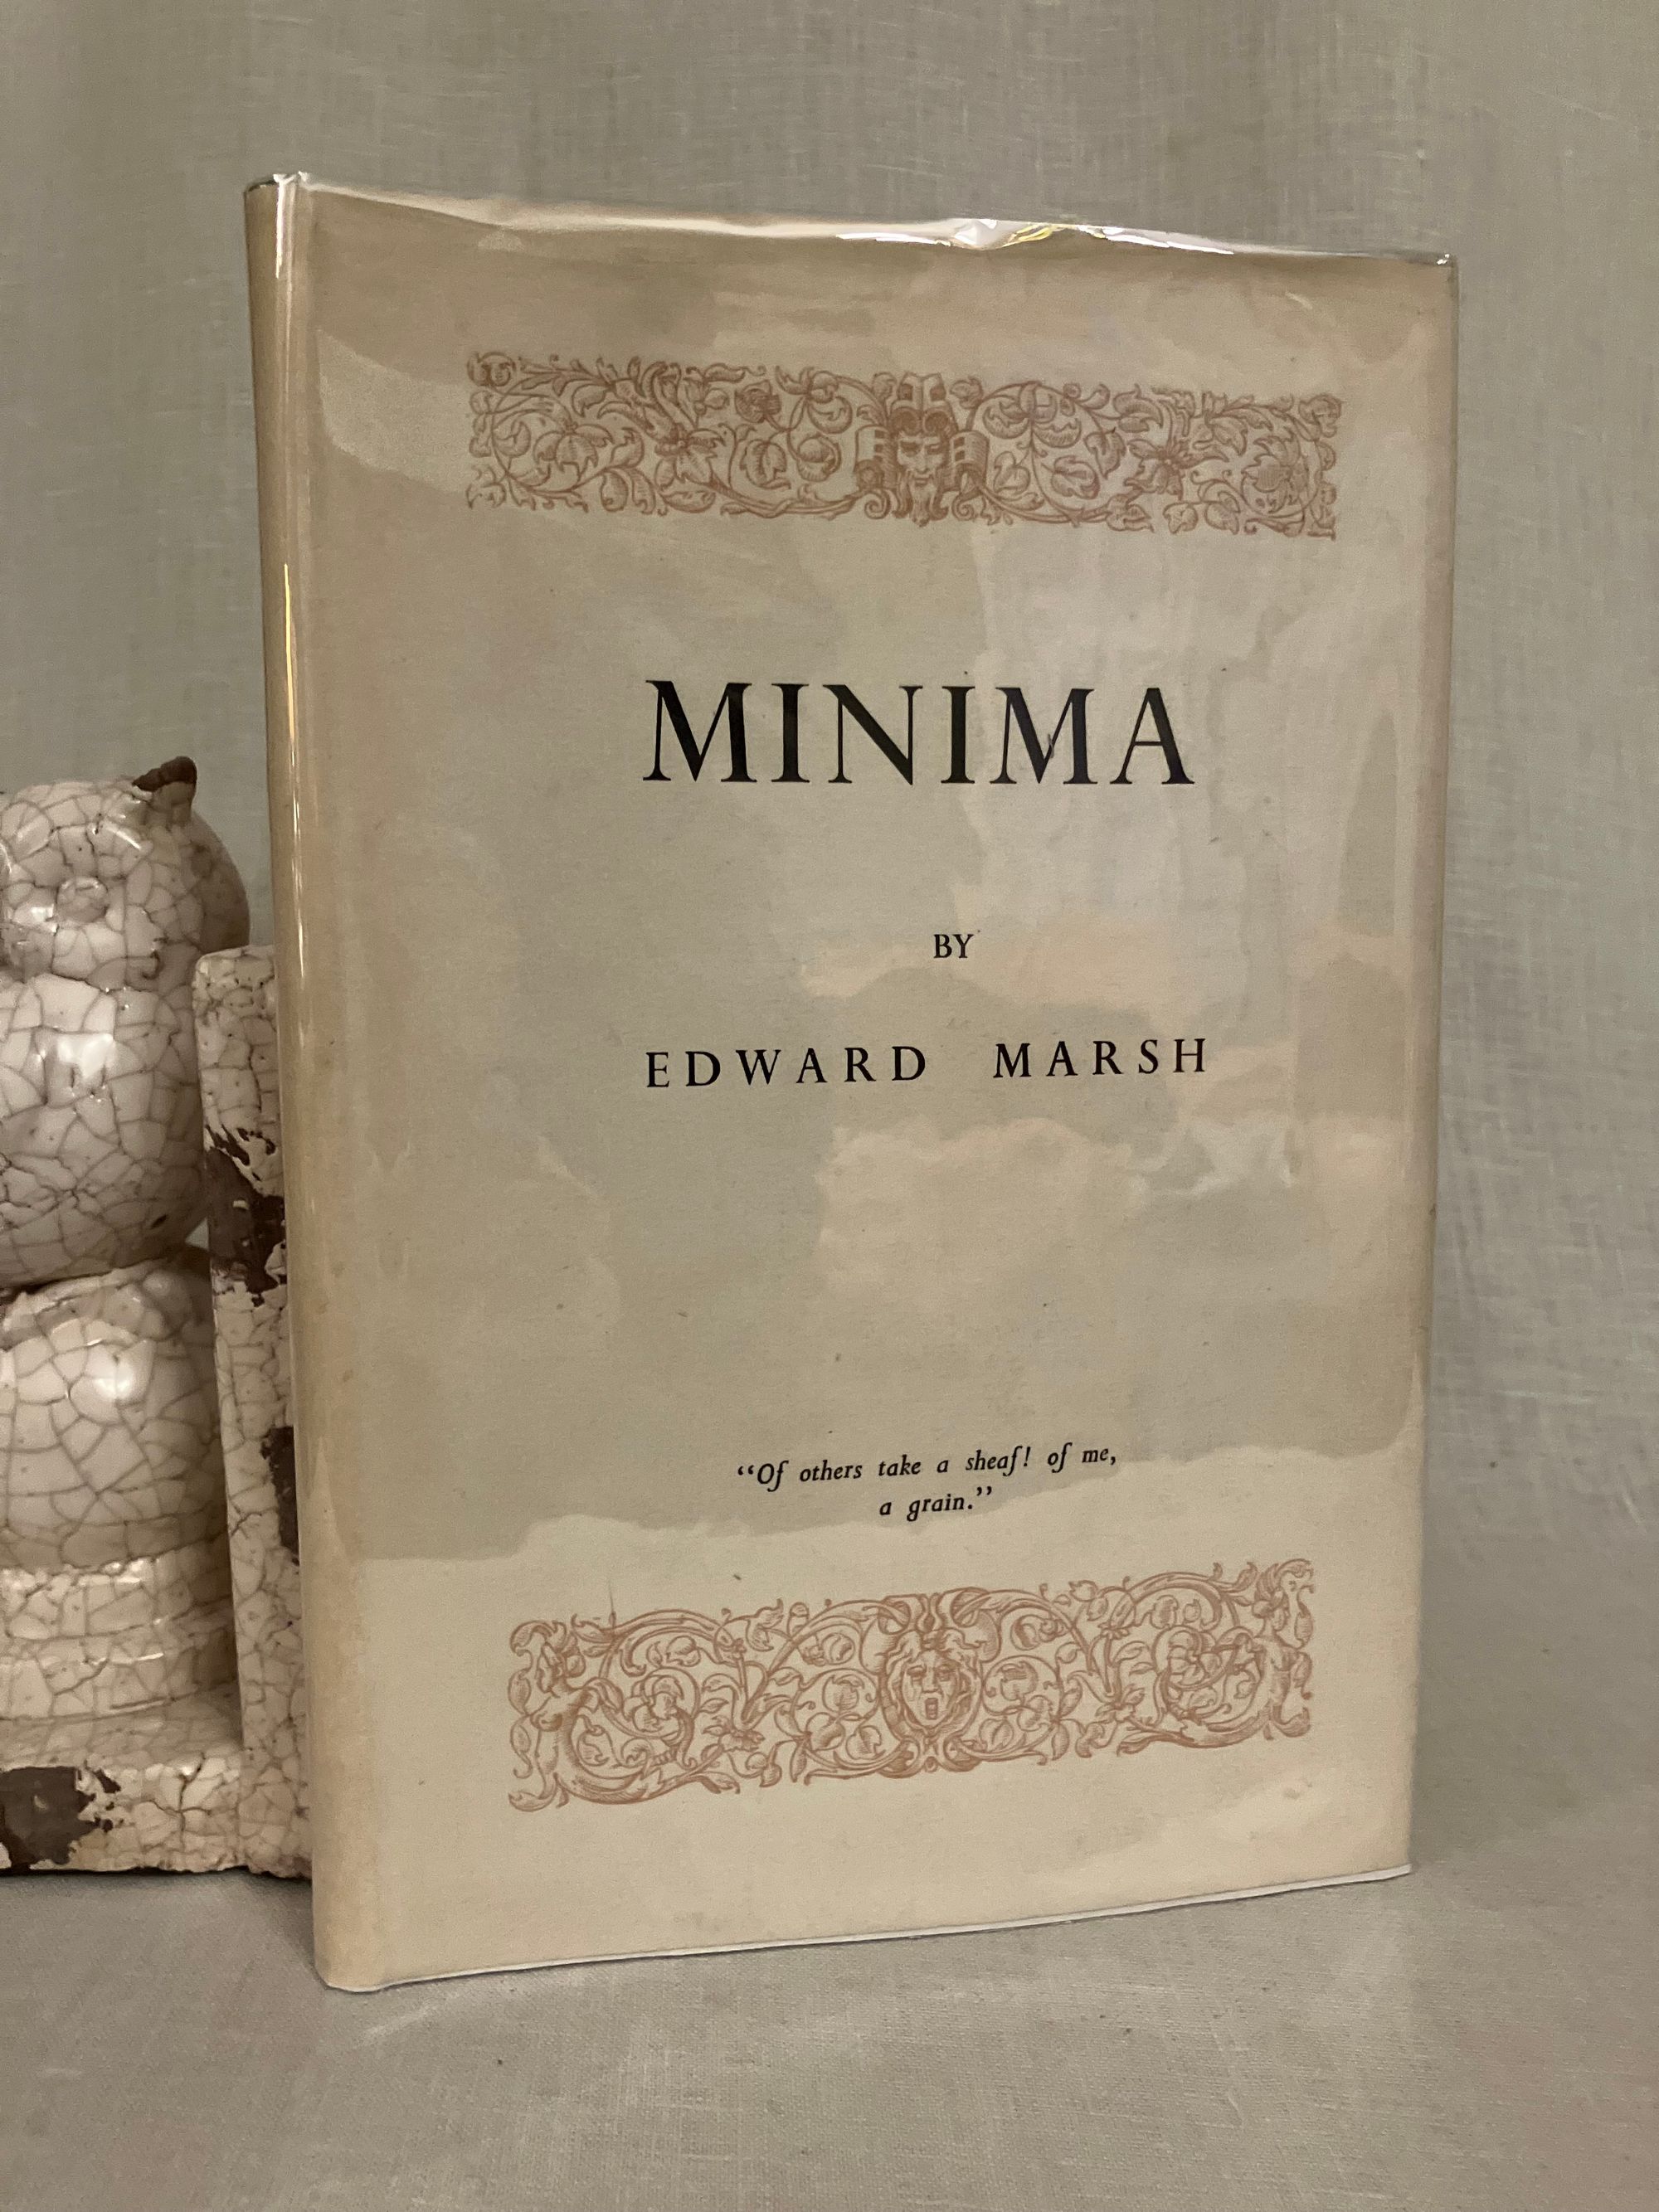 MINIMA
BY
EDWARD MARSH
“Of others take a sheaf! of me,
a grain.”